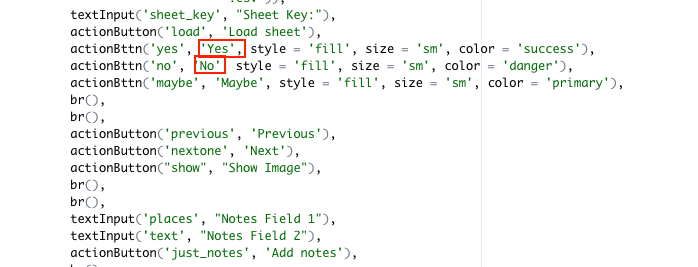 textInput('sheet_key', "Sheet Key:"),
actionButton('load', 'Load sheet'),
actionBttn('yes', 'Yes', style = 'fill', size = 'sm', color = 'success'),
actionBttn('no', 'No' style = 'fill', size = 'sm', color = 'danger'),
actionBttn('maybe', 'Maybe', style = 'fill', size = 'sm', color = 'primary'),
br(),
br(),
actionButton('previous', 'Previous'),
actionButton('nextone', 'Next'),
actionButton("show", "Show Image"),
br(),
br(),
textInput('places', "Notes Field 1"),
textInput('text', "Notes Field 2"),
actionButton('just_notes', 'Add notes'),